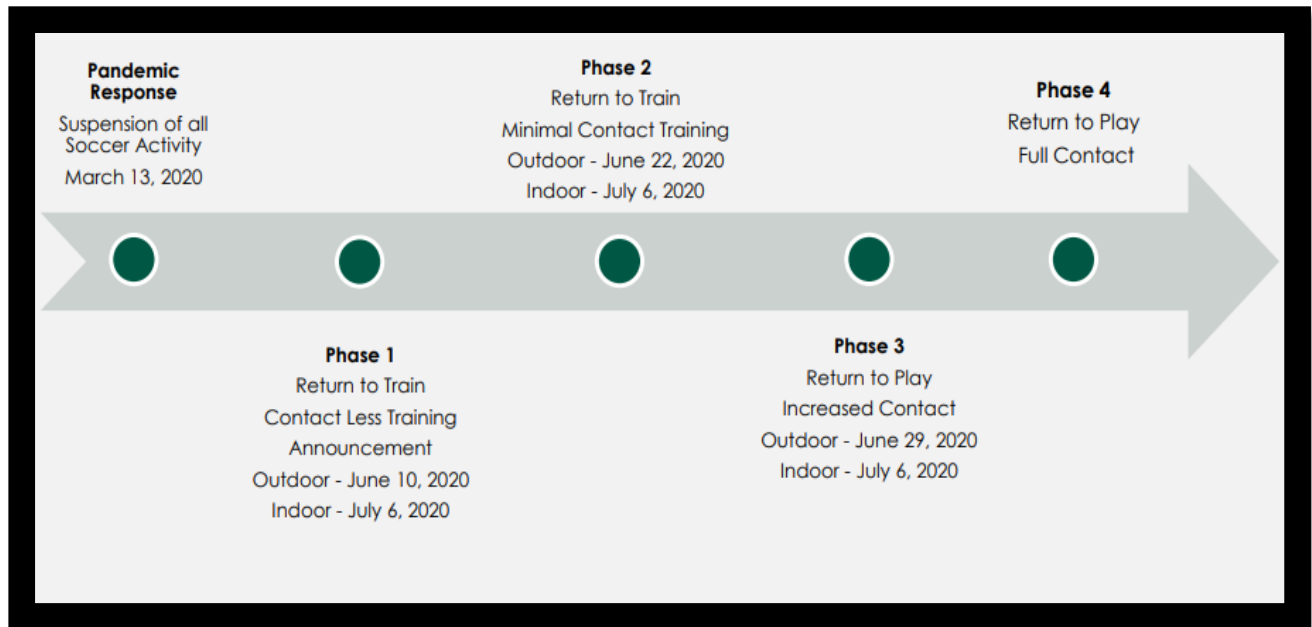 Pandemic
Response
Suspension of all
Soccer Activity
March 13, 2020
Phase 1
Return to Train
Contact Less Training
Announcement
Outdoor - June 10, 2020
Indoor - July 6, 2020
Phase 2
Return to Train
Minimal Contact Training
Outdoor - June 22, 2020
Indoor - July 6, 2020
Phase 3
Return to Play
Increased Contact
Outdoor - June 29, 2020
Indoor - July 6, 2020
Phase 4
Return to Play
Full Contact